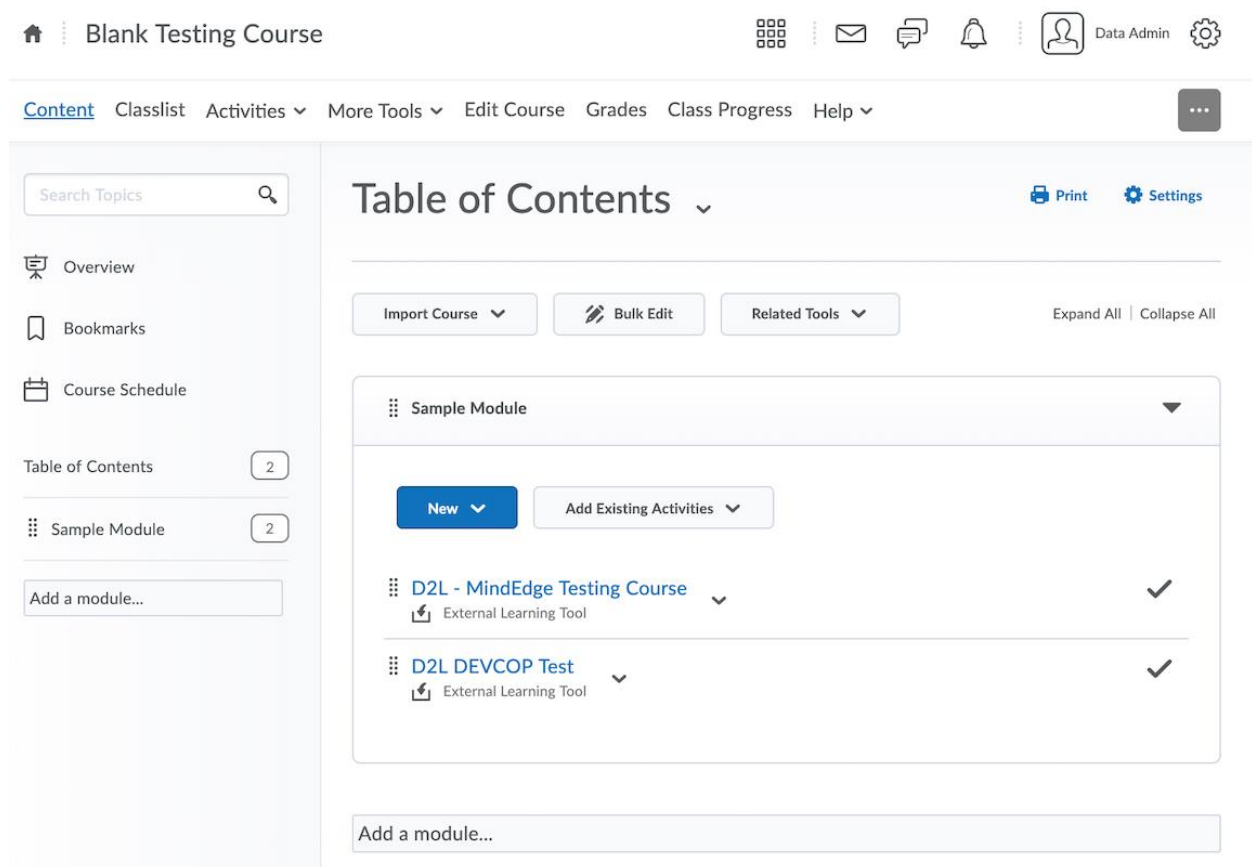 Blank Testing Course
Data Admin
Content Classlist Activities More Tools Edit Course Grades Class Progress Help
Search Topics
Overview
Bookmarks
Course Schedule
Table of Contents 2
Sample Module 2
Add a module...
Table of Contents
Print Settings
Import Course Bulk Edit Related Tools Expand All | Collapse All
Sample Module
New Add Existing Activities
D2L - MindEdge Testing Course
External Learning Tool
D2L DEVCOP Test
External Learning Tool
Add a module...